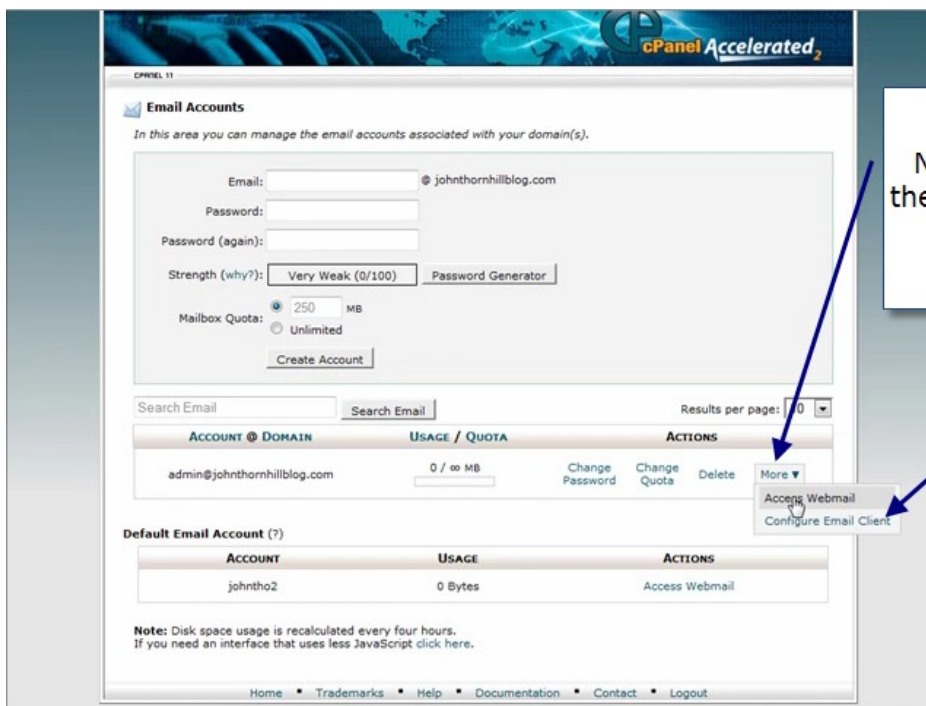 cPanel Accelerated2
CPANEL 11
Email Accounts
In this area you can manage the email accounts associated with your domain(s).
Email: @ johnthornhillblog.com
Password:
Password (again):
Strength (why?): Very Weak (0/100) Password Generator
Mailbox Quota: 250 MB
Unlimited
Create Account
Search Email Search Email Results per page:
ACCOUNT @ DOMAIN USAGE / QUOTA ACTIONS
admin@johnthornhillblog.com 0 / ∞ MB Change Password Change Quota Delete More ▼
Access Webmail
Configure Email Client
Default Email Account (?)
ACCOUNT USAGE ACTIONS
johntho2 0 Bytes Access Webmail
Note: Disk space usage is recalculated every four hours.
If you need an interface that uses less JavaScript click here.
Home ▪ Trademarks ▪ Help ▪ Documentation ▪ Contact ▪ Logout